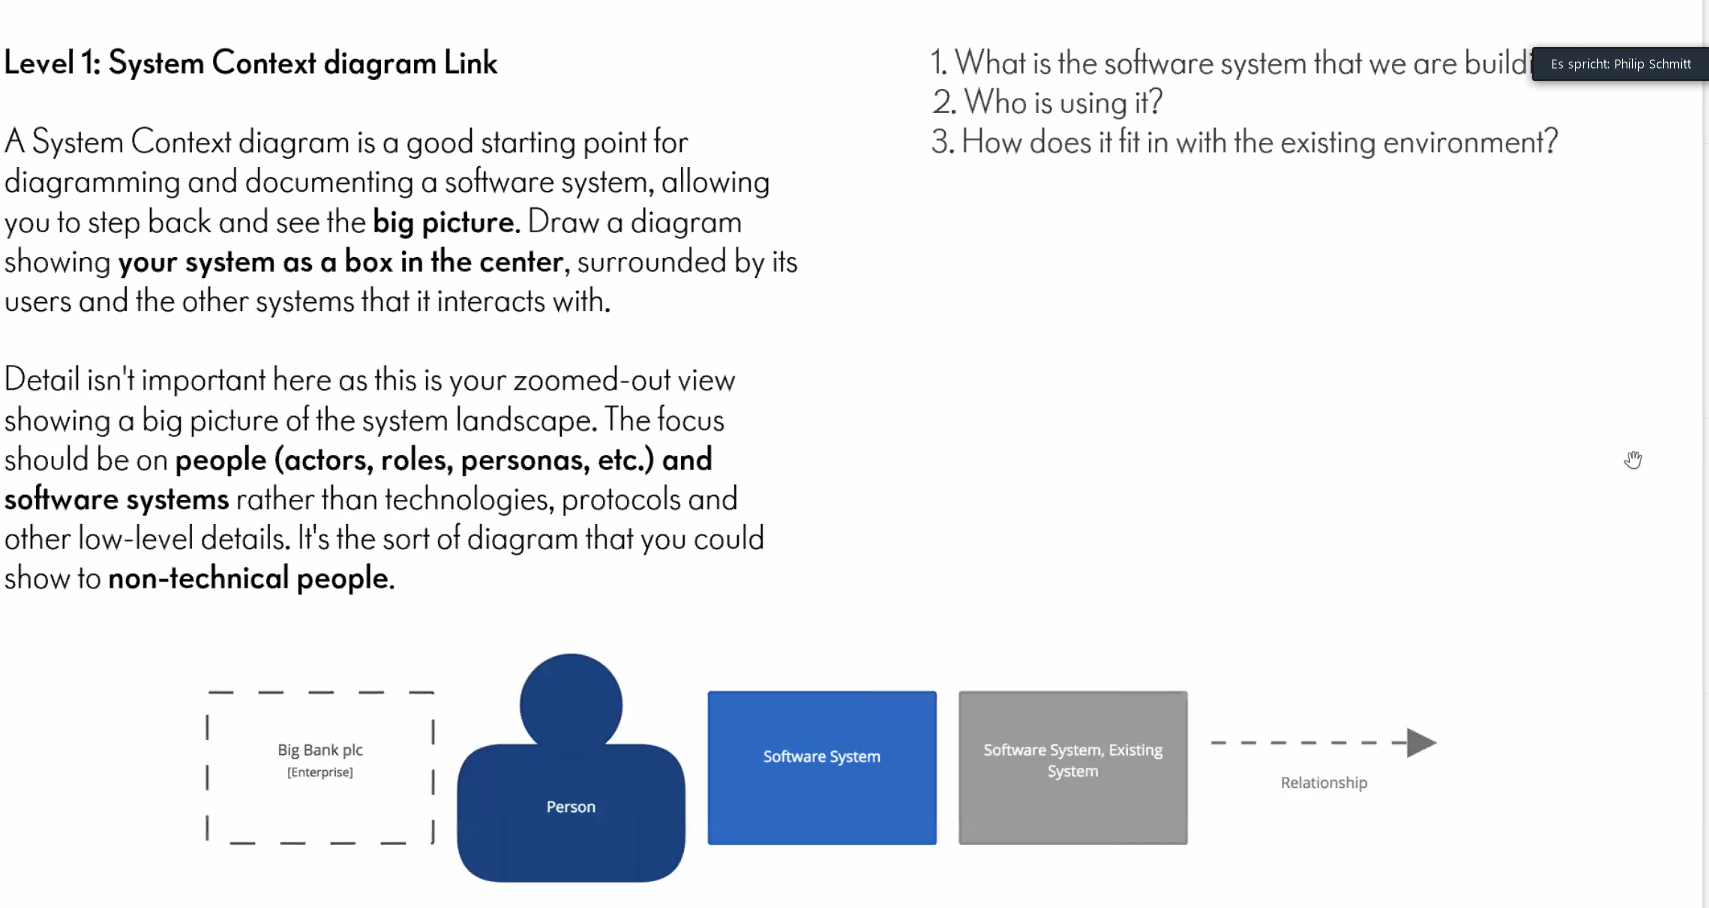 Level 1: System Context diagram Link
A System Context diagram is a good starting point for
diagramming and documenting a software system, allowing
you to step back and see the big picture. Draw a diagram
showing your system as a box in the center, surrounded by its
users and the other systems that it interacts with.
Detail isn't important here as this is your zoomed-out view
showing a big picture of the system landscape. The focus
should be on people (actors, roles, personas, etc.) and
software systems rather than technologies, protocols and
other low-level details. It's the sort of diagram that you could
show to non-technical people.
1. What is the software system that we are
2. Who is using it?
3. How does it fit in with the existing environment?
Es spricht: Philip Schmitt
Big Bank plc
[Enterprise]
Person
Software System
Software System, Existing
System
Relationship